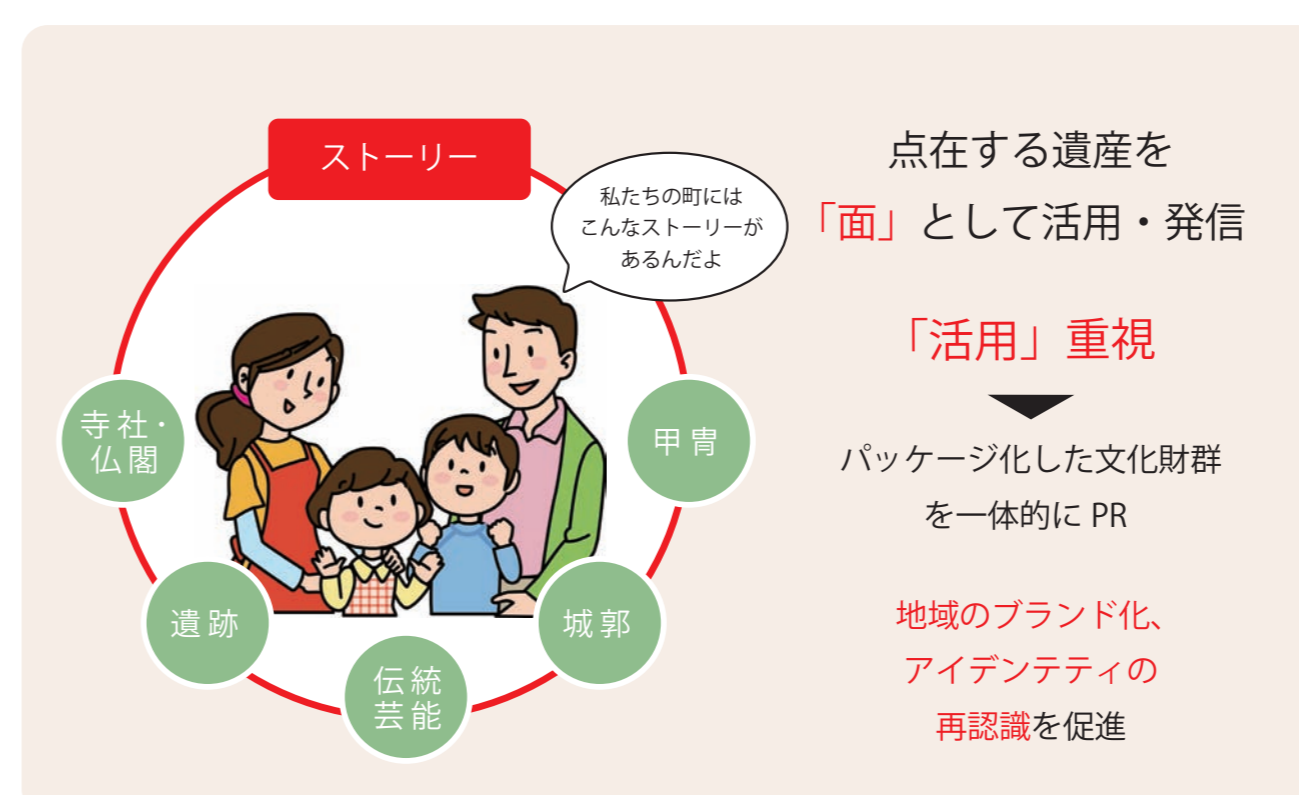 ストーリー
私たちの町には
こんなストーリーが
あるんだよ
寺社・
仏閣
遺跡
伝統
芸能
城郭
甲冑
点在する遺産を
「面」として活用・発信
「活用」重視
パッケージ化した文化財群
を一体的に PR
地域のブランド化、
アイデンテティの
再認識を促進